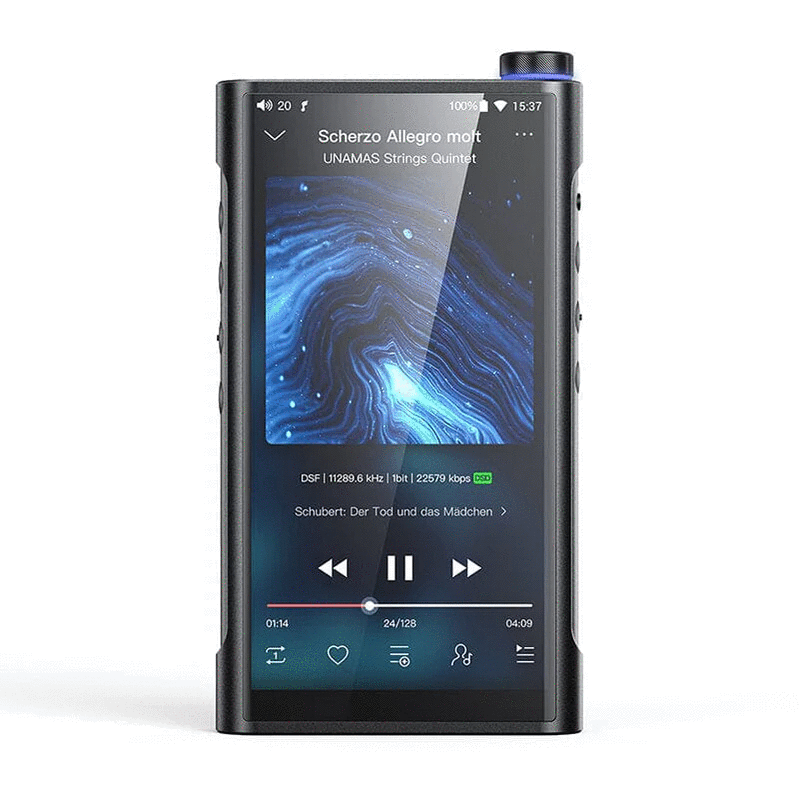 20
100% 15:37
Scherzo Allegro molt
UNAMAS Strings Quintet
DSF | 11289.6 kHz | 1bit | 22579 kbps DSD
Schubert: Der Tod und das Mädchen >
01:14 24/128 04:09
1